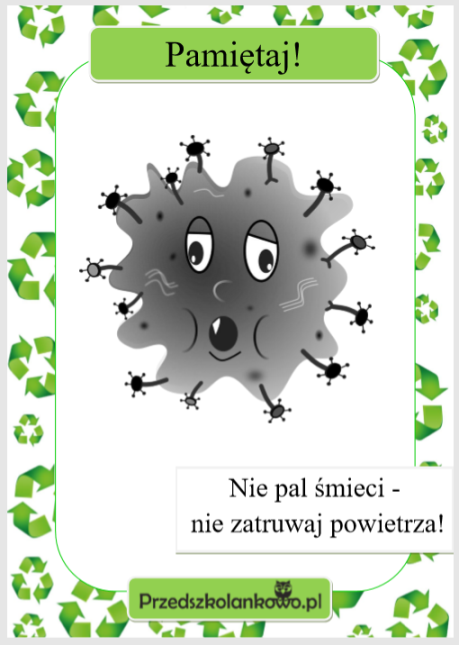 Pamiętaj!
Nie pal śmieci -
nie zatruwaj powietrza!
Przedszkolankowo.pl